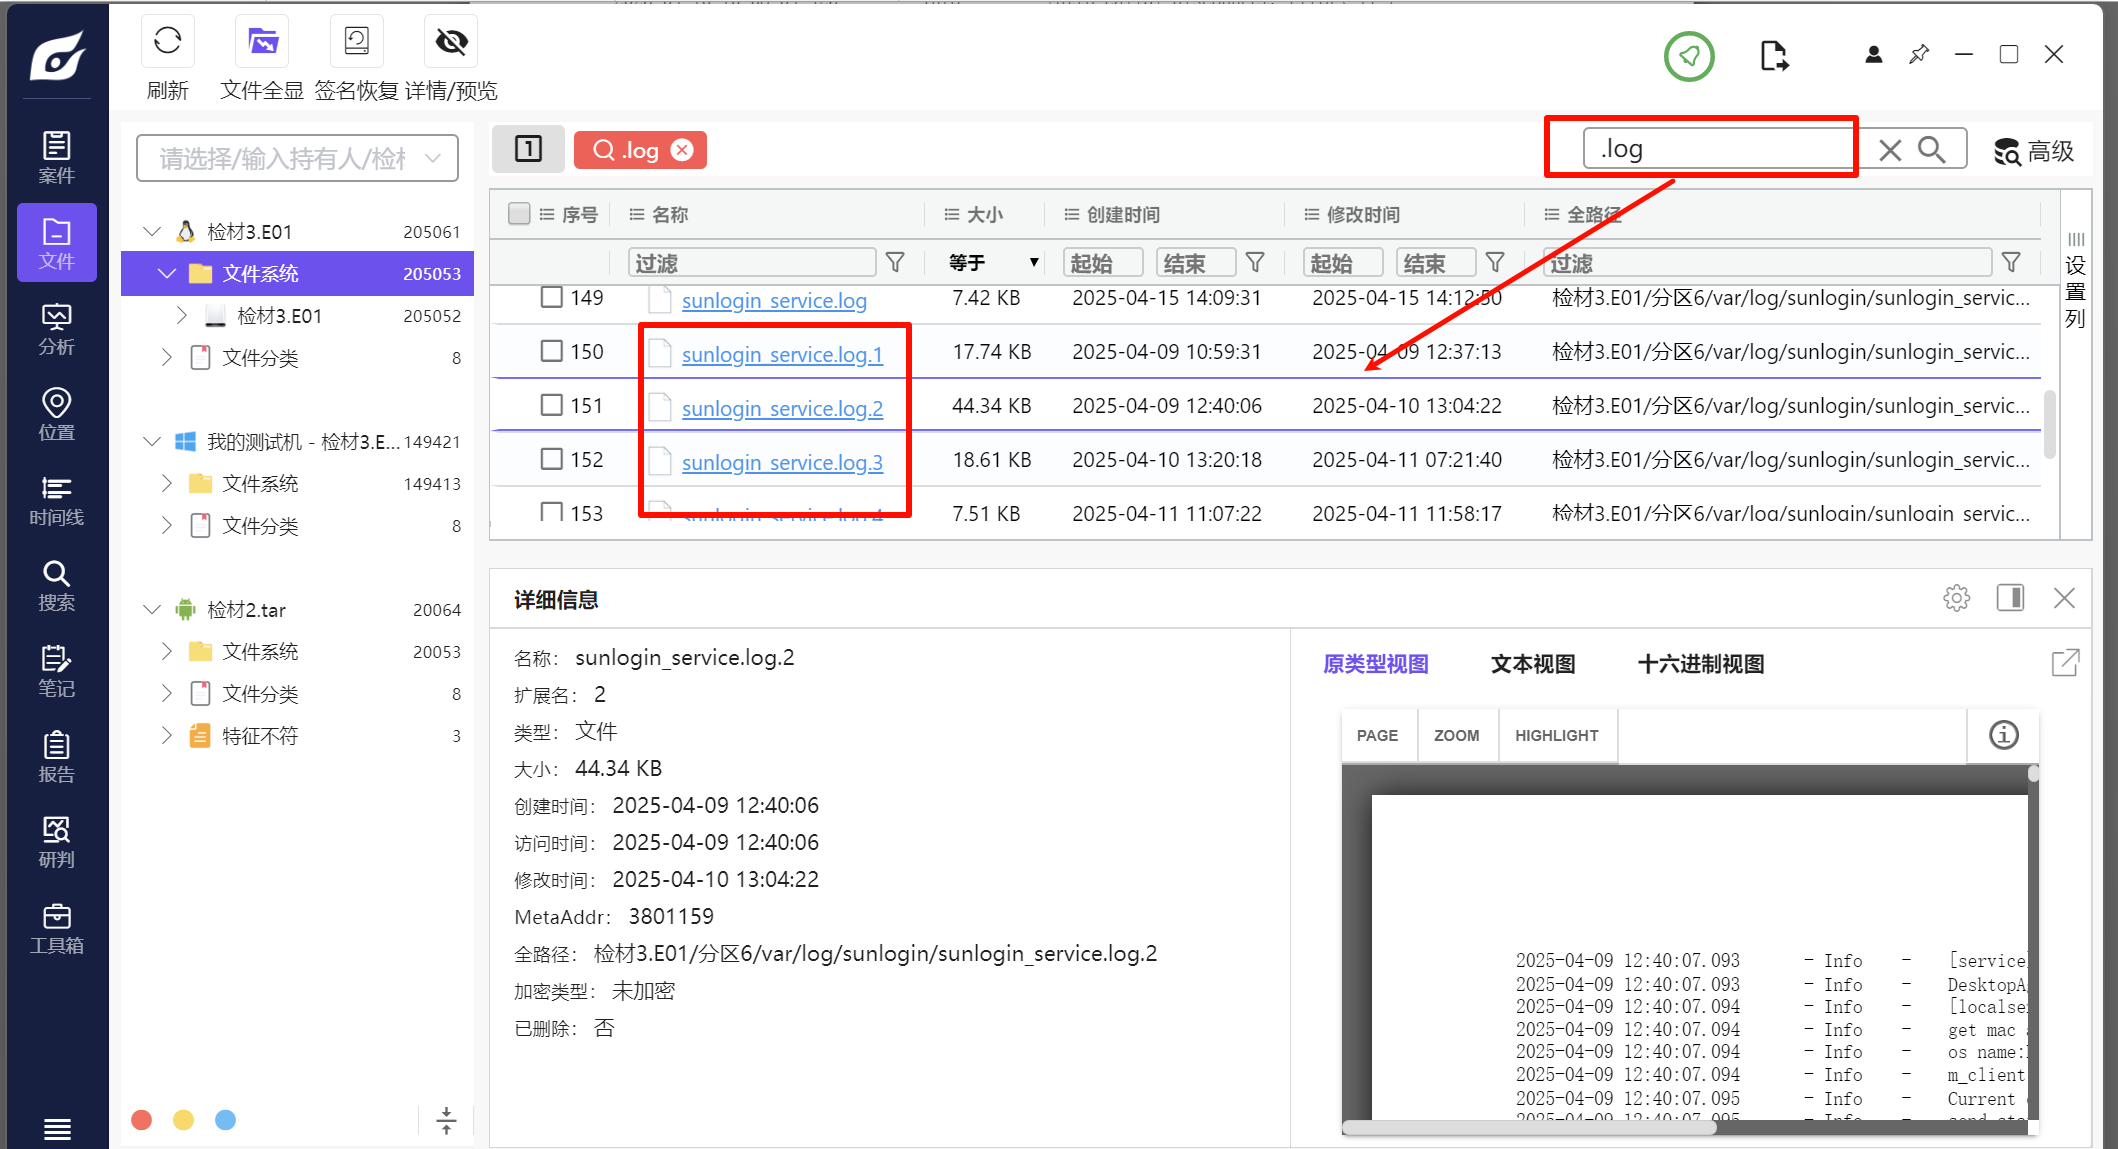 刷新
文件全显
签名恢复
详情/预览
案件
文件
分析
位置
时间线
搜索
笔记
报告
研判
工具箱
请选择/输入持有人/检材
检材3.E01 205061
文件系统 205053
检材3.E01 205052
文件分类 8
我的测试机 - 检材3.E... 149421
文件系统 149413
文件分类 8
检材2.tar 20064
文件系统 20053
文件分类 8
特征不符 3
1
.log
.log
高级
序号 名称 大小 创建时间 修改时间 全路径
过滤 等于 起始 结束 起始 结束 过滤
设置列
149 sunlogin_service.log 7.42 KB 2025-04-15 14:09:31 2025-04-15 14:12:50 检材3.E01/分区6/var/log/sunlogin/sunlogin_servic...
150 sunlogin_service.log.1 17.74 KB 2025-04-09 10:59:31 2025-04-09 12:37:13 检材3.E01/分区6/var/log/sunlogin/sunlogin_servic...
151 sunlogin_service.log.2 44.34 KB 2025-04-09 12:40:06 2025-04-10 13:04:22 检材3.E01/分区6/var/log/sunlogin/sunlogin_servic...
152 sunlogin_service.log.3 18.61 KB 2025-04-10 13:20:18 2025-04-11 07:21:40 检材3.E01/分区6/var/log/sunlogin/sunlogin_servic...
153 sunlogin_service.log.4 7.51 KB 2025-04-11 11:07:22 2025-04-11 11:58:17 检材3.E01/分区6/var/log/sunlogin/sunlogin_servic...
详细信息
名称： sunlogin_service.log.2
扩展名： 2
类型： 文件
大小： 44.34 KB
创建时间： 2025-04-09 12:40:06
访问时间： 2025-04-09 12:40:06
修改时间： 2025-04-10 13:04:22
MetaAddr： 3801159
全路径： 检材3.E01/分区6/var/log/sunlogin/sunlogin_service.log.2
加密类型： 未加密
已删除： 否
原类型视图 文本视图 十六进制视图
PAGE ZOOM HIGHLIGHT
2025-04-09 12:40:07.093 - Info - [service
2025-04-09 12:40:07.093 - Info - DesktopA
2025-04-09 12:40:07.094 - Info - [localse
2025-04-09 12:40:07.094 - Info - get mac
2025-04-09 12:40:07.094 - Info - os name:
2025-04-09 12:40:07.094 - Info - m_client
2025-04-09 12:40:07.095 - Info - Current
2025-04-09 12:40:07.095 - Info - send